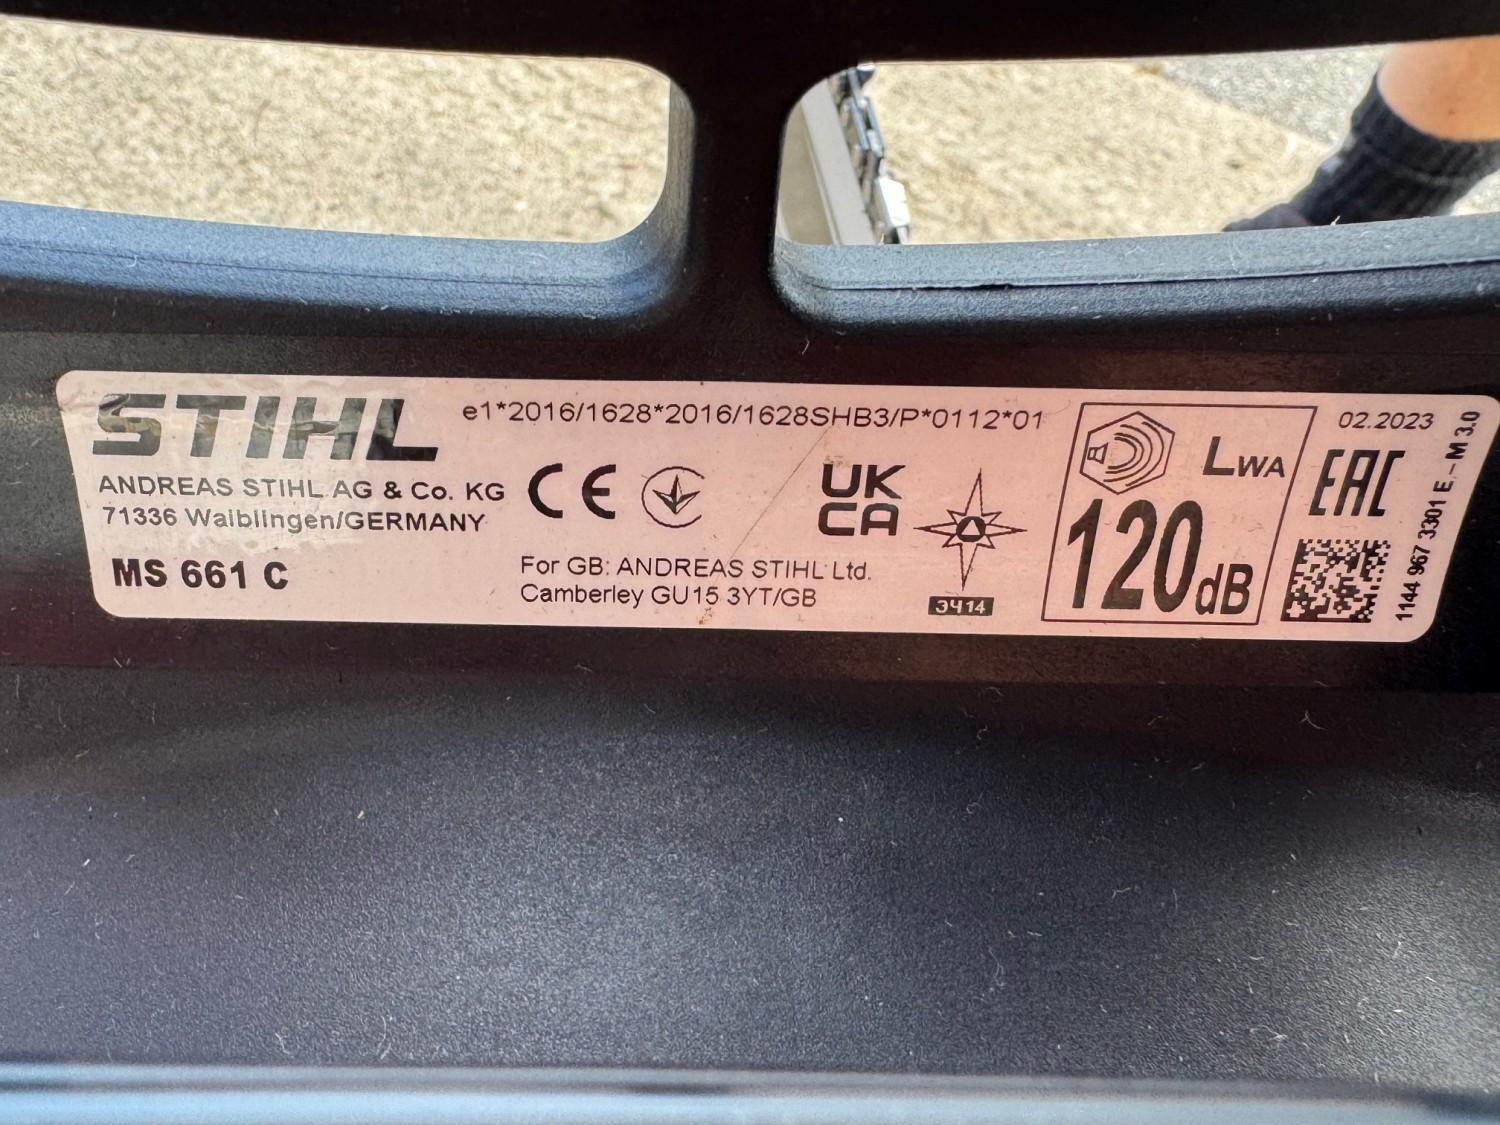 STIHL
e1*2016/1628*2016/1628SHB3/P*0112*01
ANDREAS STIHL AG & Co. KG
71336 Waiblingen/GERMANY
MS 661 C
CE
UK
CA
For GB: ANDREAS STIHL Ltd.
Camberley GU15 3YT/GB
ЭЧ14
LWA
120dB
02.2023
EAC
1144 967 3301 E - M 3.0